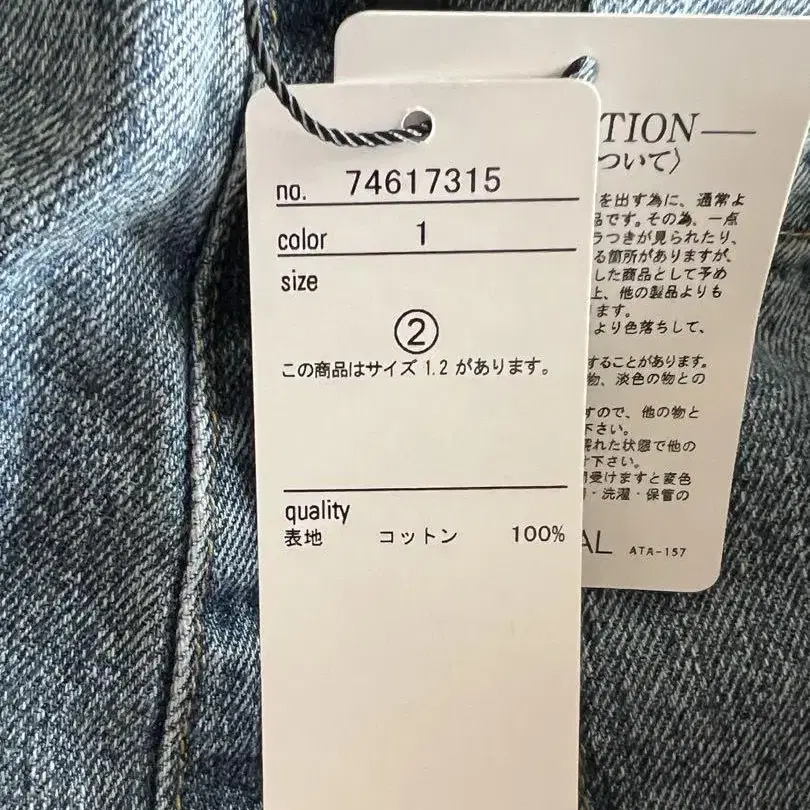 no. 74617315
color 1
size
②
この商品はサイズ 1.2 があります。
quality
表地 コットン 100%
TION
ついて〉
を出す為に、通常よ
品です。その為、一点
ラつきが見られたり、
る箇所がありますが、
した商品として予め
上、他の製品よりも
ます。
より色落ちして、
することがあります。
物、淡色の物との
すので、他の物と
下さい。
濡れた状態で他の
下さい。
受けますと変色
・洗濯・保管の
AL ATA-157